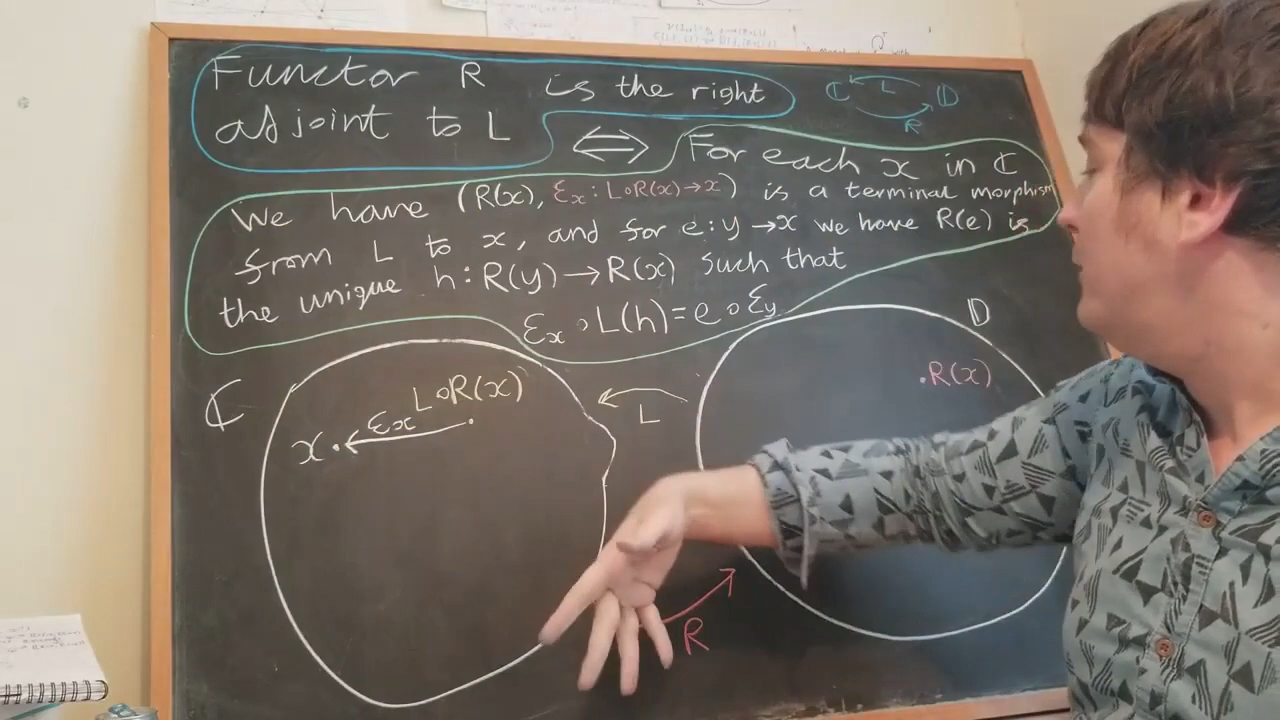 Functor R is the right
adjoint to L ⟺ For each x in ℂ
we have (R(x), εx : L∘R(x)→x) is a terminal morphism
from L to x, and for e:y→x we have R(e) is
the unique h:R(y)→R(x) such that
εx∘L(h)=e∘εy
ℂ L 𝔻
R
ℂ
L∘R(x)
x εx
L
R
𝔻
R(x)